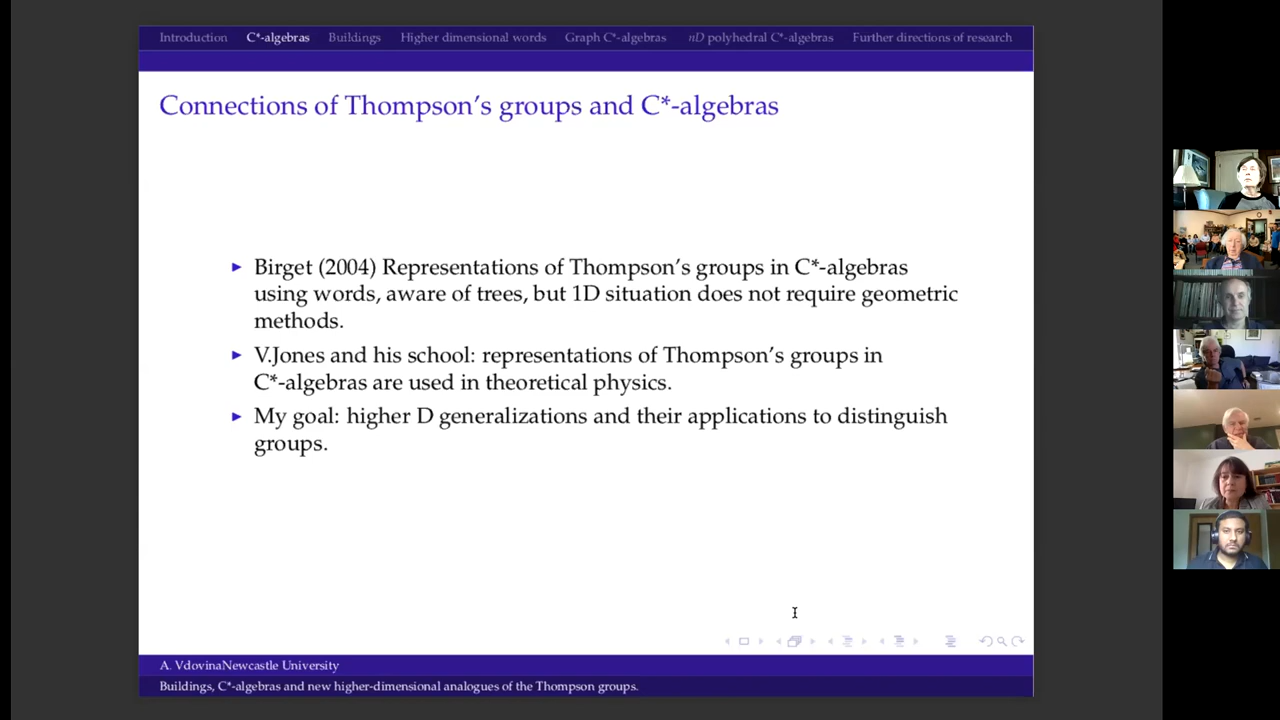 Introduction C*-algebras Buildings Higher dimensional words Graph C*-algebras nD polyhedral C*-algebras Further directions of research
Connections of Thompson's groups and C*-algebras
Birget (2004) Representations of Thompson's groups in C*-algebras
using words, aware of trees, but 1D situation does not require geometric
methods.
V.Jones and his school: representations of Thompson's groups in
C*-algebras are used in theoretical physics.
My goal: higher D generalizations and their applications to distinguish
groups.
A. VdovinaNewcastle University
Buildings, C*-algebras and new higher-dimensional analogues of the Thompson groups.